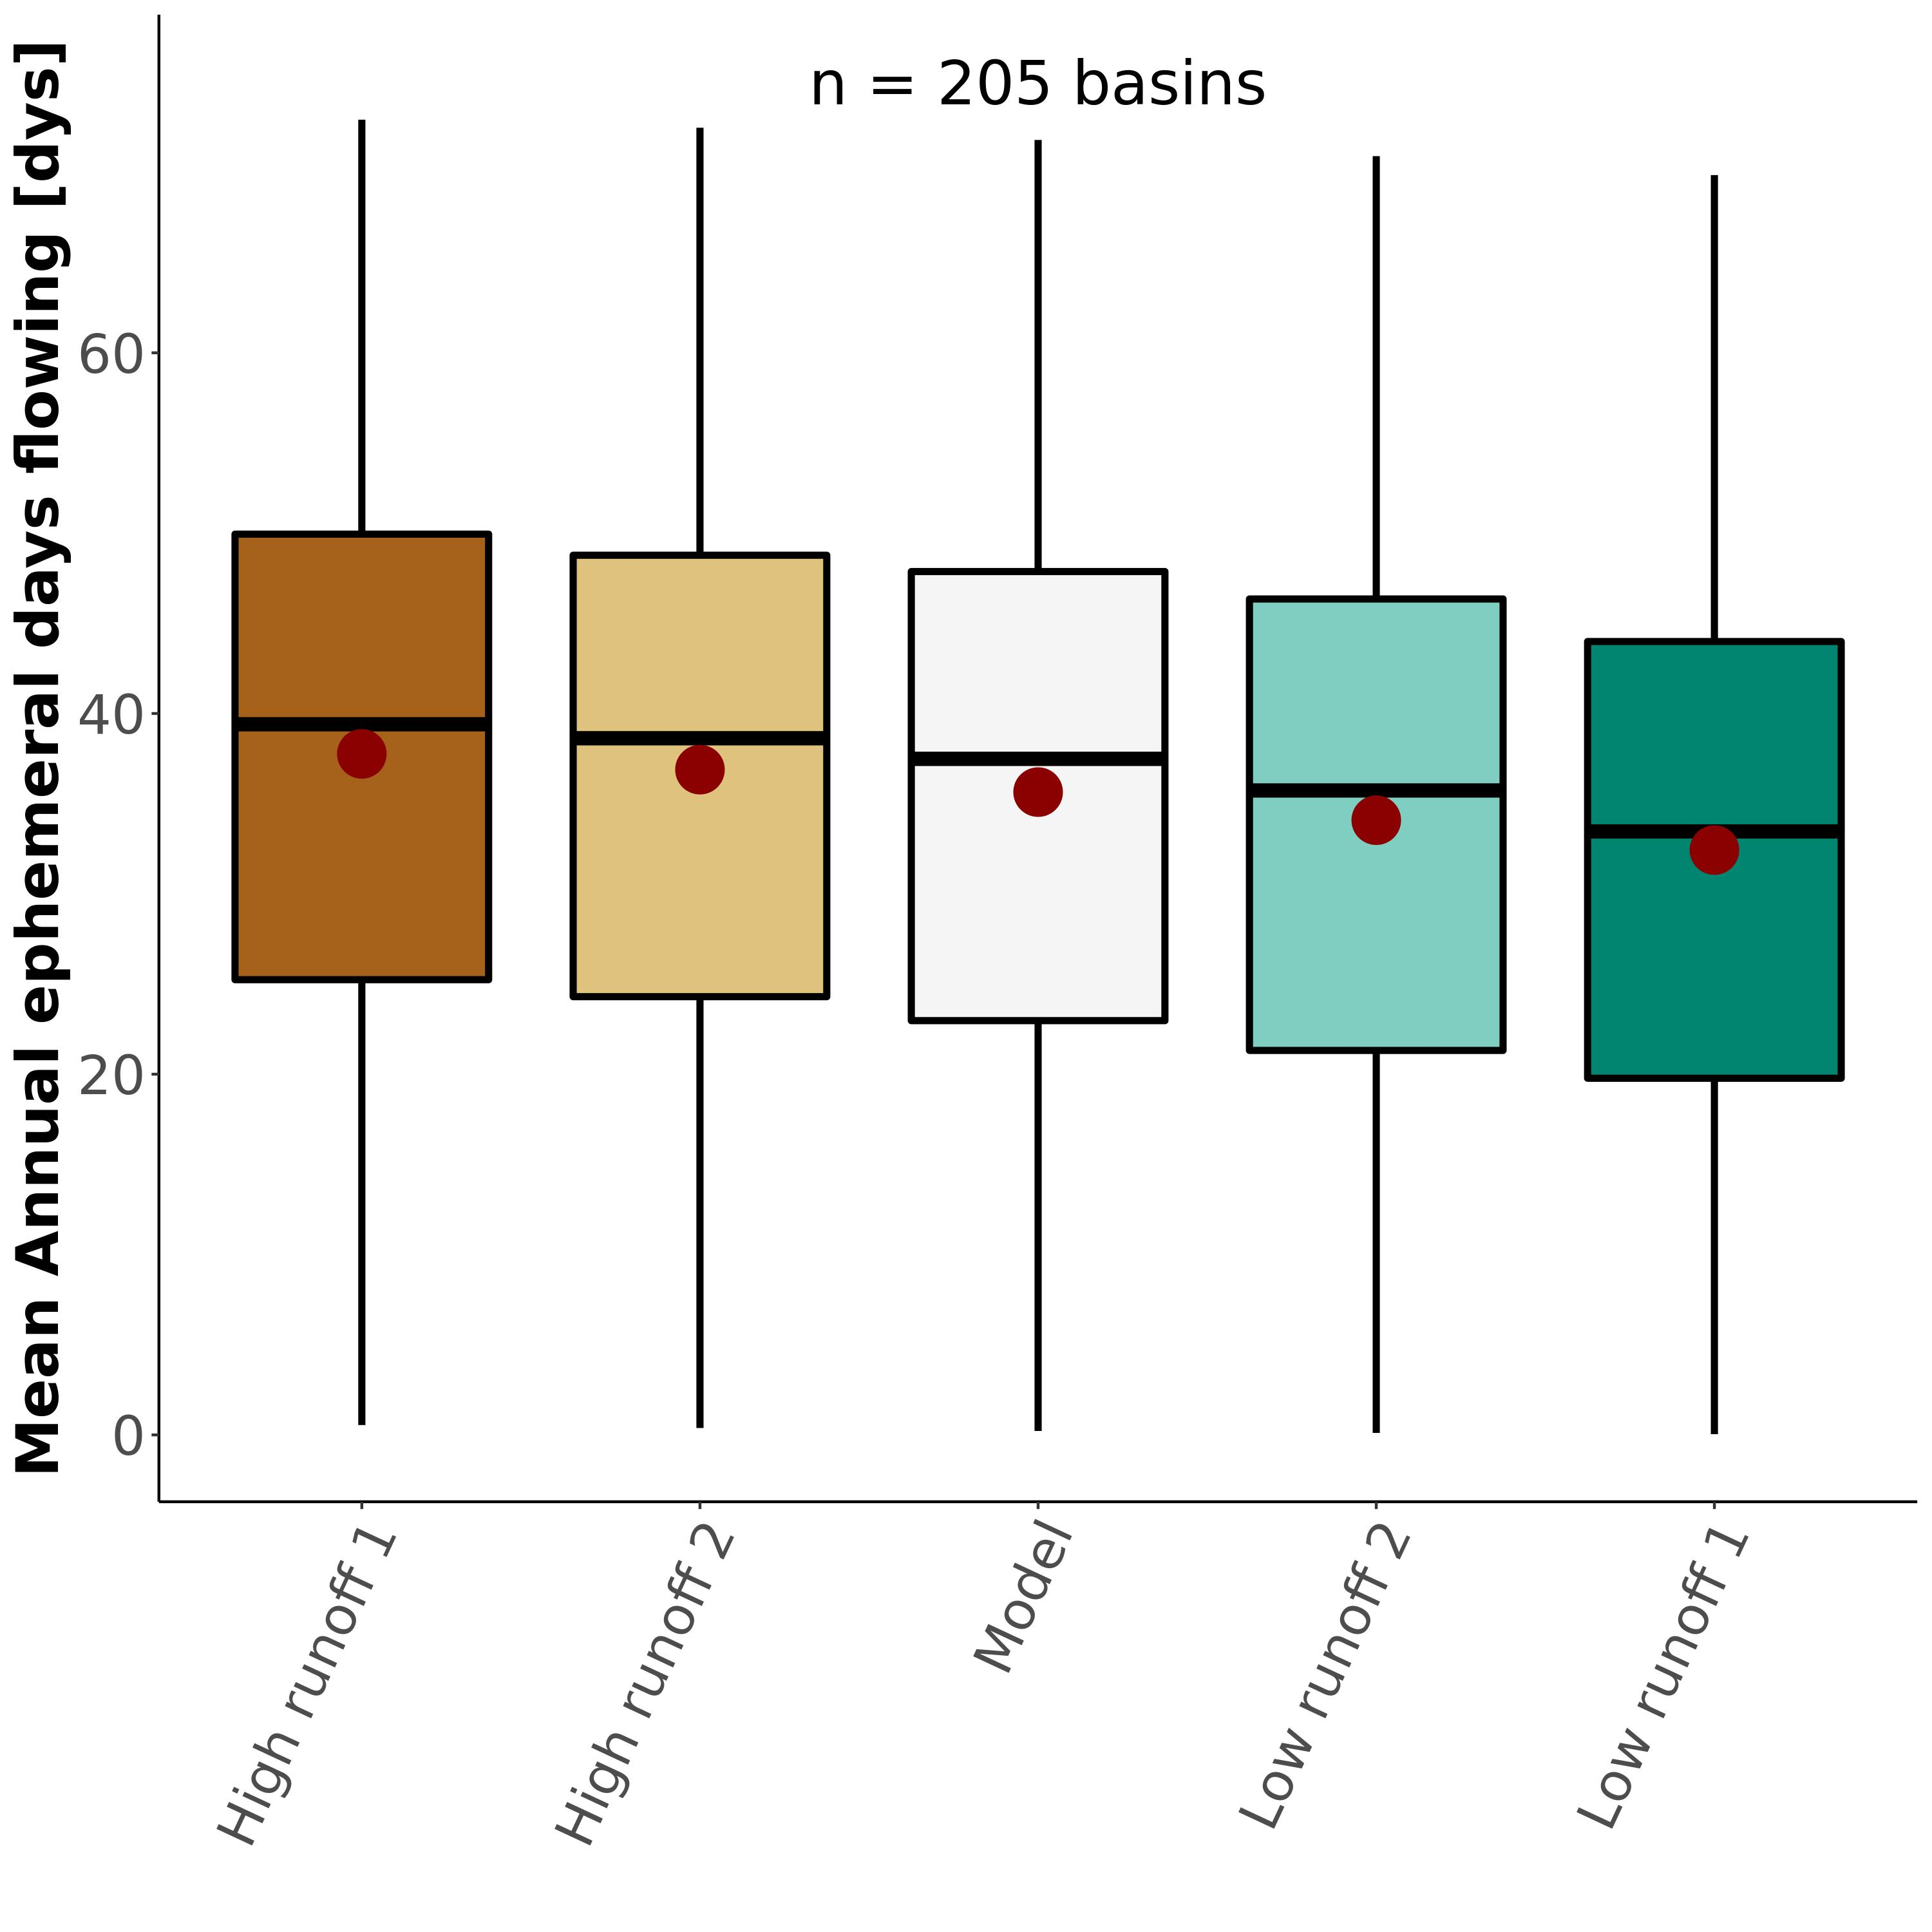 n = 205 basins
Mean Annual ephemeral days flowing [dys]
60
40
20
0
High runoff 1
High runoff 2
Model
Low runoff 2
Low runoff 1